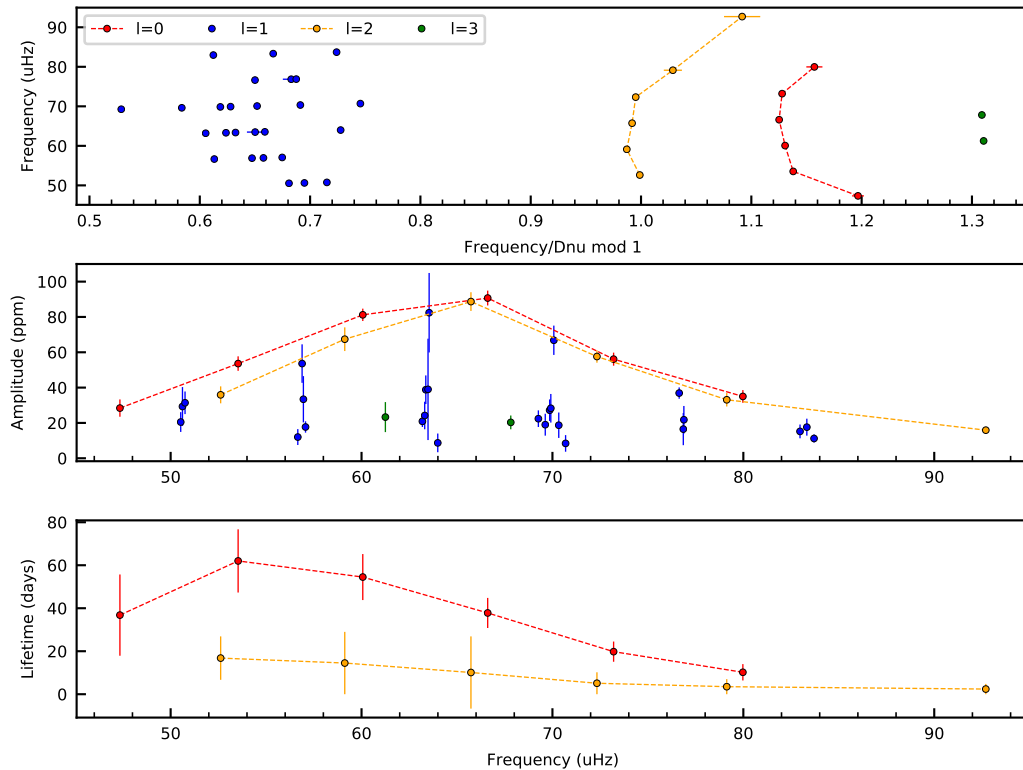 l=0 l=1 l=2 l=3
Frequency (uHz)
90
80
70
60
50
0.5 0.6 0.7 0.8 0.9 1.0 1.1 1.2 1.3
Frequency/Dnu mod 1
Amplitude (ppm)
100
80
60
40
20
0
50 60 70 80 90
Lifetime (days)
80
60
40
20
0
50 60 70 80 90
Frequency (uHz)